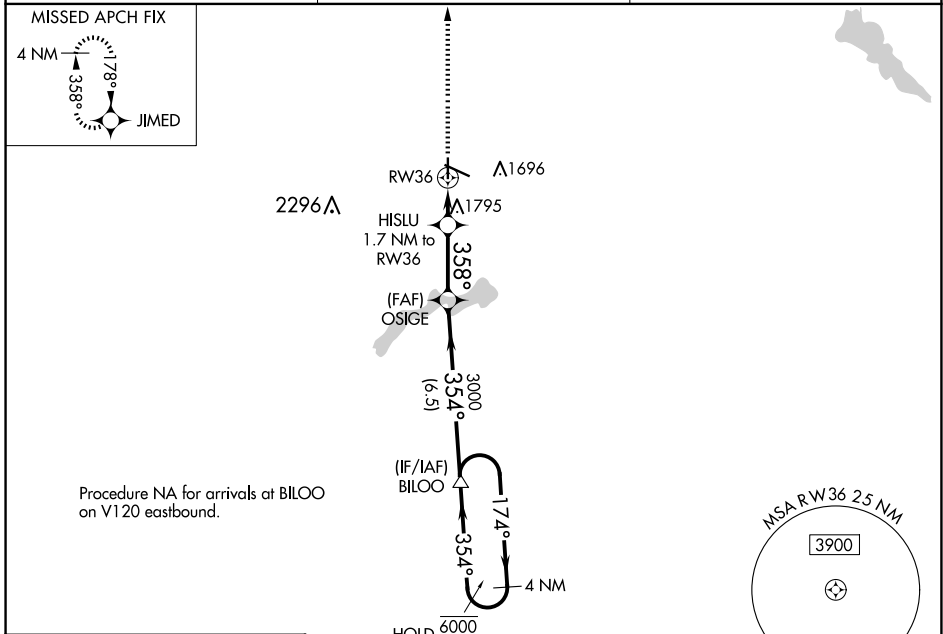 MISSED APCH FIX
4 NM
178°
358°
JIMED
RW36
1696
2296
1795
HISLU
1.7 NM to
RW36
358°
(FAF)
OSIGE
3000
354°
(6.5)
(IF/IAF)
BILOO
Procedure NA for arrivals at BILOO
on V120 eastbound.
174°
354°
4 NM
HOLD 6000
MSA RW36 25 NM
3900